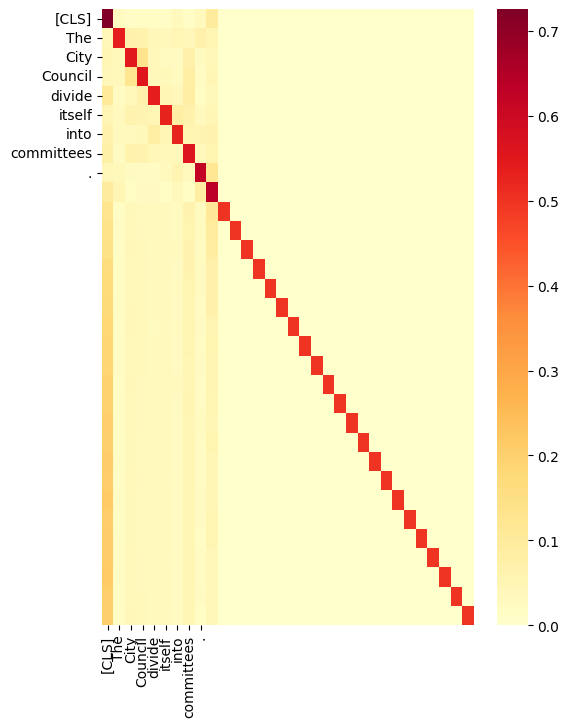 [CLS]
The
City
Council
divide
itself
into
committees
.
0.7
0.6
0.5
0.4
0.3
0.2
0.1
0.0
[CLS]
The
City
Council
divide
itself
into
committees
.